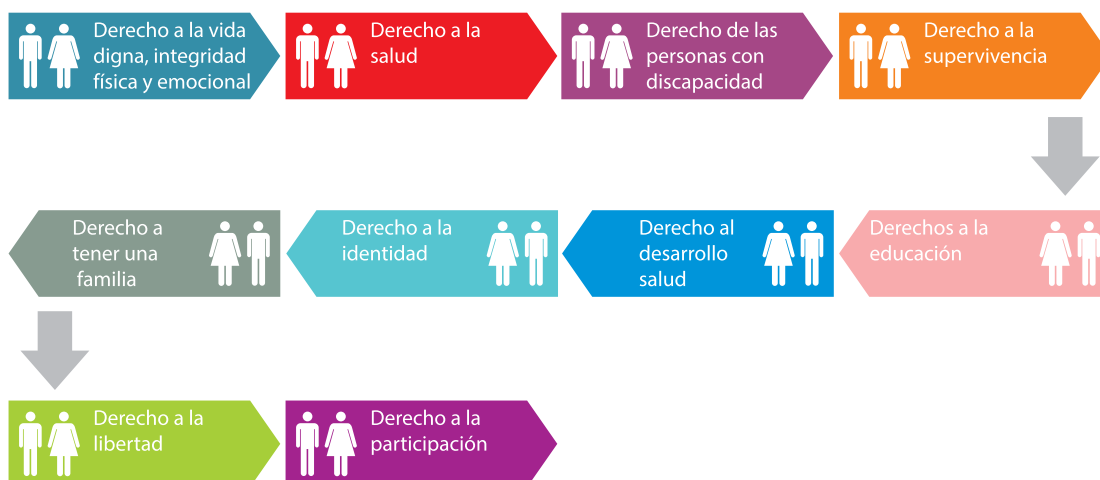 Derecho a la vida
digna, integridad
física y emocional
Derecho a la
salud
Derecho de las
personas con
discapacidad
Derecho a la
supervivencia
Derechos a la
educación
Derecho al
desarrollo
salud
Derecho a la
identidad
Derecho a
tener una
familia
Derecho a la
libertad
Derecho a la
participación